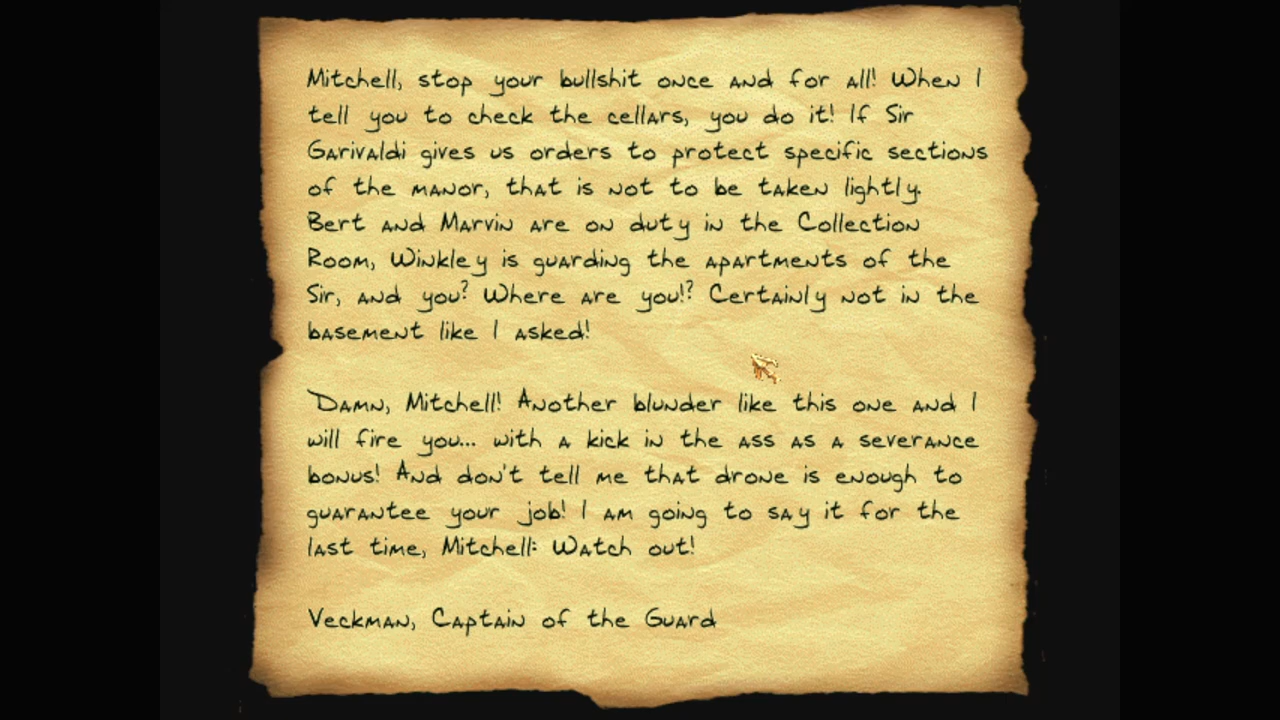 Mitchell, stop your bullshit once and for all! When I
tell you to check the cellars, you do it! If Sir
Garivaldi gives us orders to protect specific sections
of the manor, that is not to be taken lightly.
Bert and Marvin are on duty in the Collection
Room, Winkley is guarding the apartments of the
Sir, and you? Where are you!? Certainly not in the
basement like I asked!
Damn, Mitchell! Another blunder like this one and I
will fire you... with a kick in the ass as a severance
bonus! And don't tell me that drone is enough to
guarantee your job! I am going to say it for the
last time, Mitchell: Watch out!
Veckman, Captain of the Guard